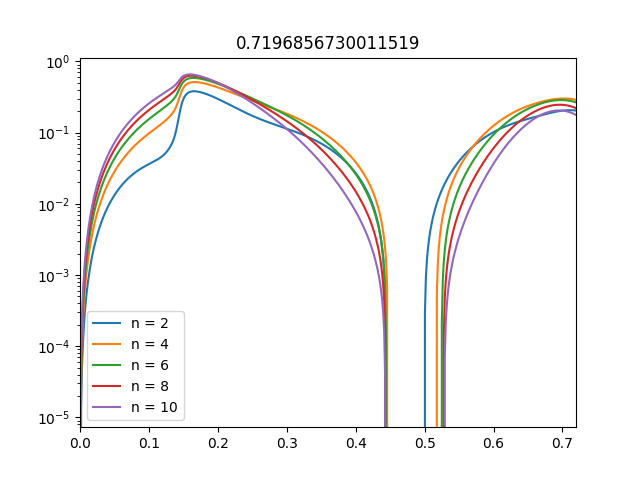 0.7196856730011519
10⁰
10⁻¹
10⁻²
10⁻³
10⁻⁴
10⁻⁵
n = 2
n = 4
n = 6
n = 8
n = 10
0.0 0.1 0.2 0.3 0.4 0.5 0.6 0.7